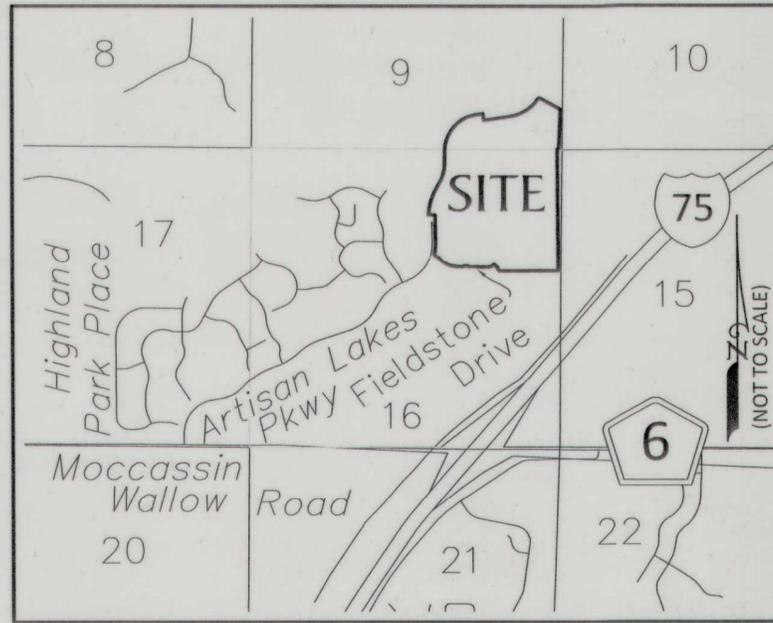 8
9
10
SITE
75
17
Highland
Park Place
15
N
(NOT TO SCALE)
Artisan Lakes
Pkwy
Fieldstone
Drive
16
6
Moccassin
Wallow Road
20
21
22